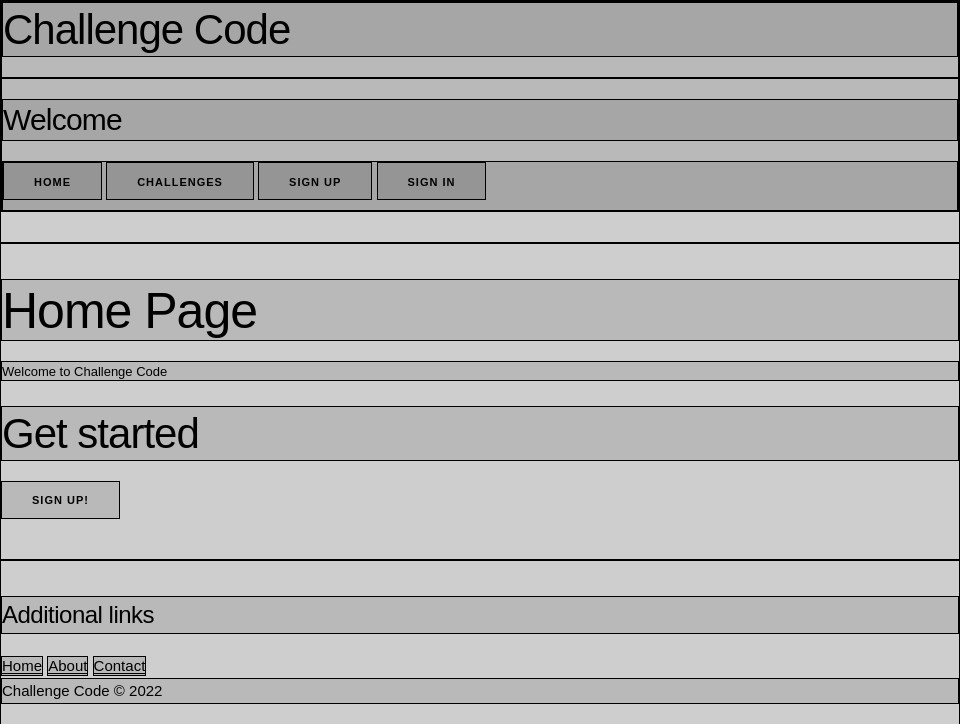 Challenge Code
Welcome
HOME CHALLENGES SIGN UP SIGN IN
Home Page
Welcome to Challenge Code
Get started
SIGN UP!
Additional links
Home About Contact
Challenge Code © 2022